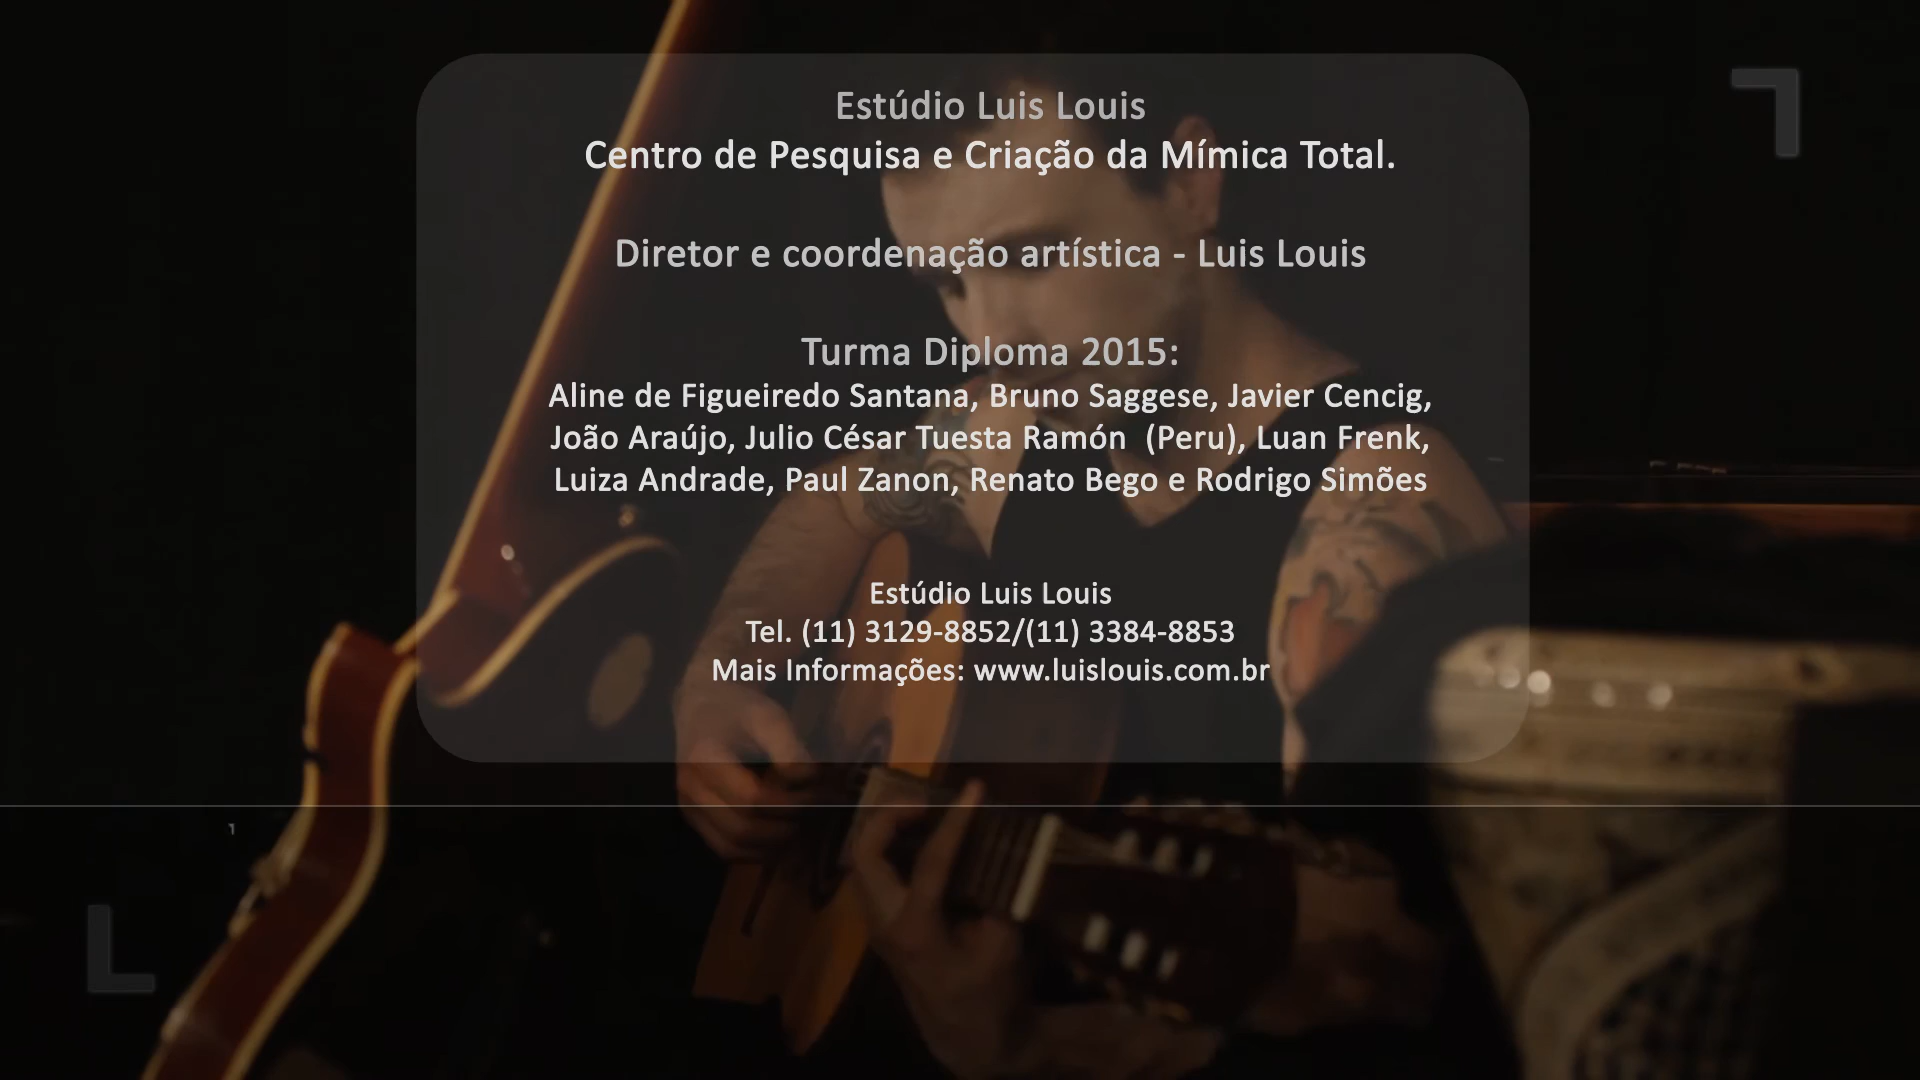 Estúdio Luis Louis
Centro de Pesquisa e Criação da Mímica Total.
Diretor e coordenação artística - Luis Louis
Turma Diploma 2015:
Aline de Figueiredo Santana, Bruno Saggese, Javier Cencig,
João Araújo, Julio César Tuesta Ramón  (Peru), Luan Frenk,
Luiza Andrade, Paul Zanon, Renato Bego e Rodrigo Simões
Estúdio Luis Louis
Tel. (11) 3129-8852/(11) 3384-8853
Mais Informações: www.luislouis.com.br